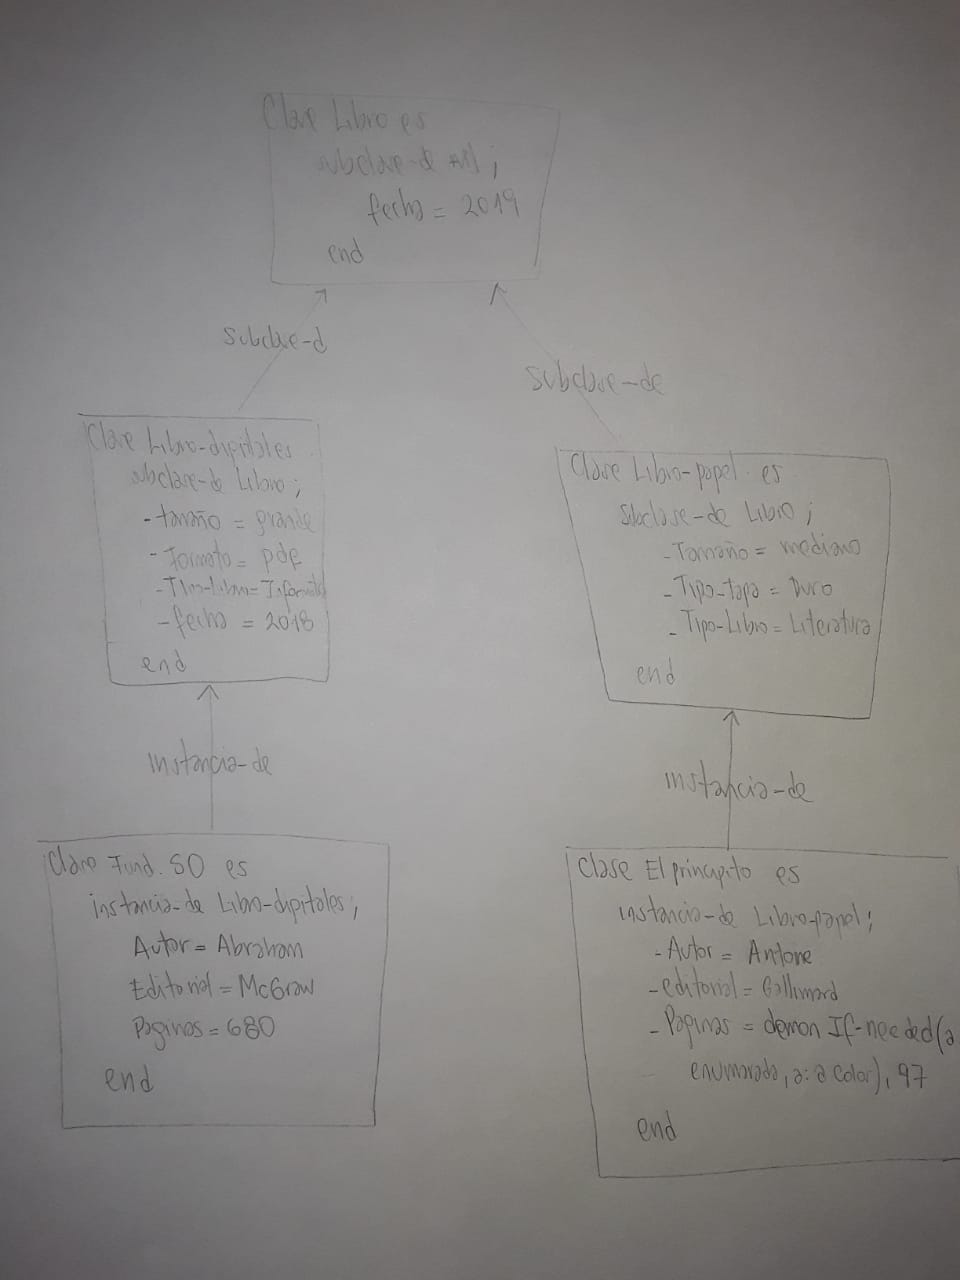 Clase Libro es
subclase-de nil;
fecha = 2019
end
Subclase-d
Subclase-de
Clase Libro-digitales
subclase-de Libro;
-tamaño = grande
-Formato = pdf
-Tipo-Libro=
-fecha = 2018
end
Clase Libro-papel es
Subclase-de Libro;
-Tamaño = mediano
-Tipo-tapa = Duro
-Tipo-Libro = Literatura
end
instancia-de
instancia-de
Clase Fund. SO es
instancia-de Libro-digitales;
Autor = Abraham
Editorial = McGraw
Paginas = 680
end
Clase El principito es
instancia-de Libro-papel;
-Autor = Antone
-editorial = Gallimard
-Paginas = demon If-needed(a
enumarada, a: a Color), 97
end